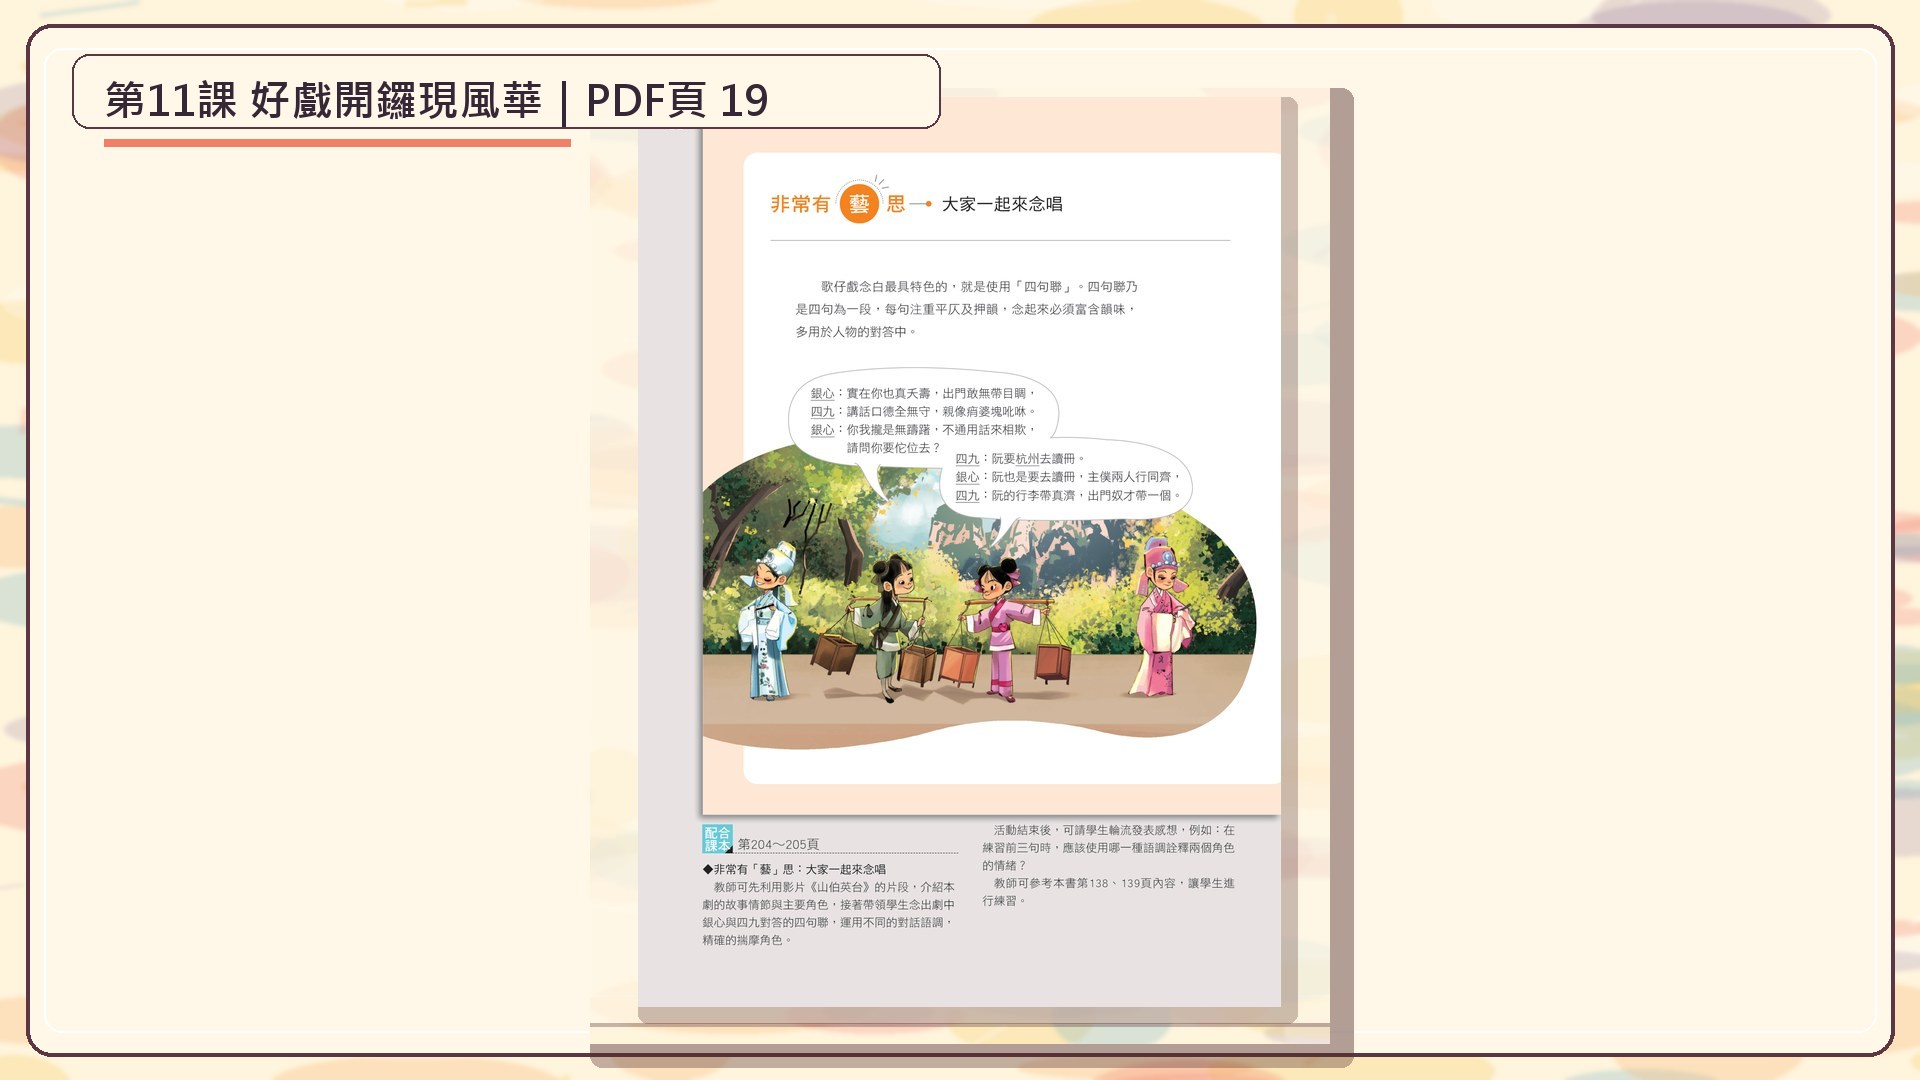 第11課 好戲開鑼現風華 | PDF頁 19
非常有藝思 大家一起來念唱
歌仔戲念白最具特色的，就是使用「四句聯」。四句聯乃
是四句為一段，每句注重平仄及押韻，念起來必須富含韻味，
多用於人物的對答中。
銀心：實在你也真夭壽，出門敢無帶目睭，
四九：講話口德全無守，親像痟婆塊吪咻。
銀心：你我攏是無躊躇，不通用話來相欺，
請問你要佗位去？
四九：阮要杭州去讀冊。
銀心：阮也是要去讀冊，主僕兩人行同齊，
四九：阮的行李帶真濟，出門奴才帶一個。
配合
課本 第204～205頁
◆非常有「藝」思：大家一起來念唱
教師可先利用影片《山伯英台》的片段，介紹本
劇的故事情節與主要角色，接著帶領學生念出劇中
銀心與四九對答的四句聯，運用不同的對話語調，
精確的揣摩角色。
活動結束後，可請學生輪流發表感想，例如：在
練習前三句時，應該使用哪一種語調詮釋兩個角色
的情緒？
教師可參考本書第138、139頁內容，讓學生進
行練習。